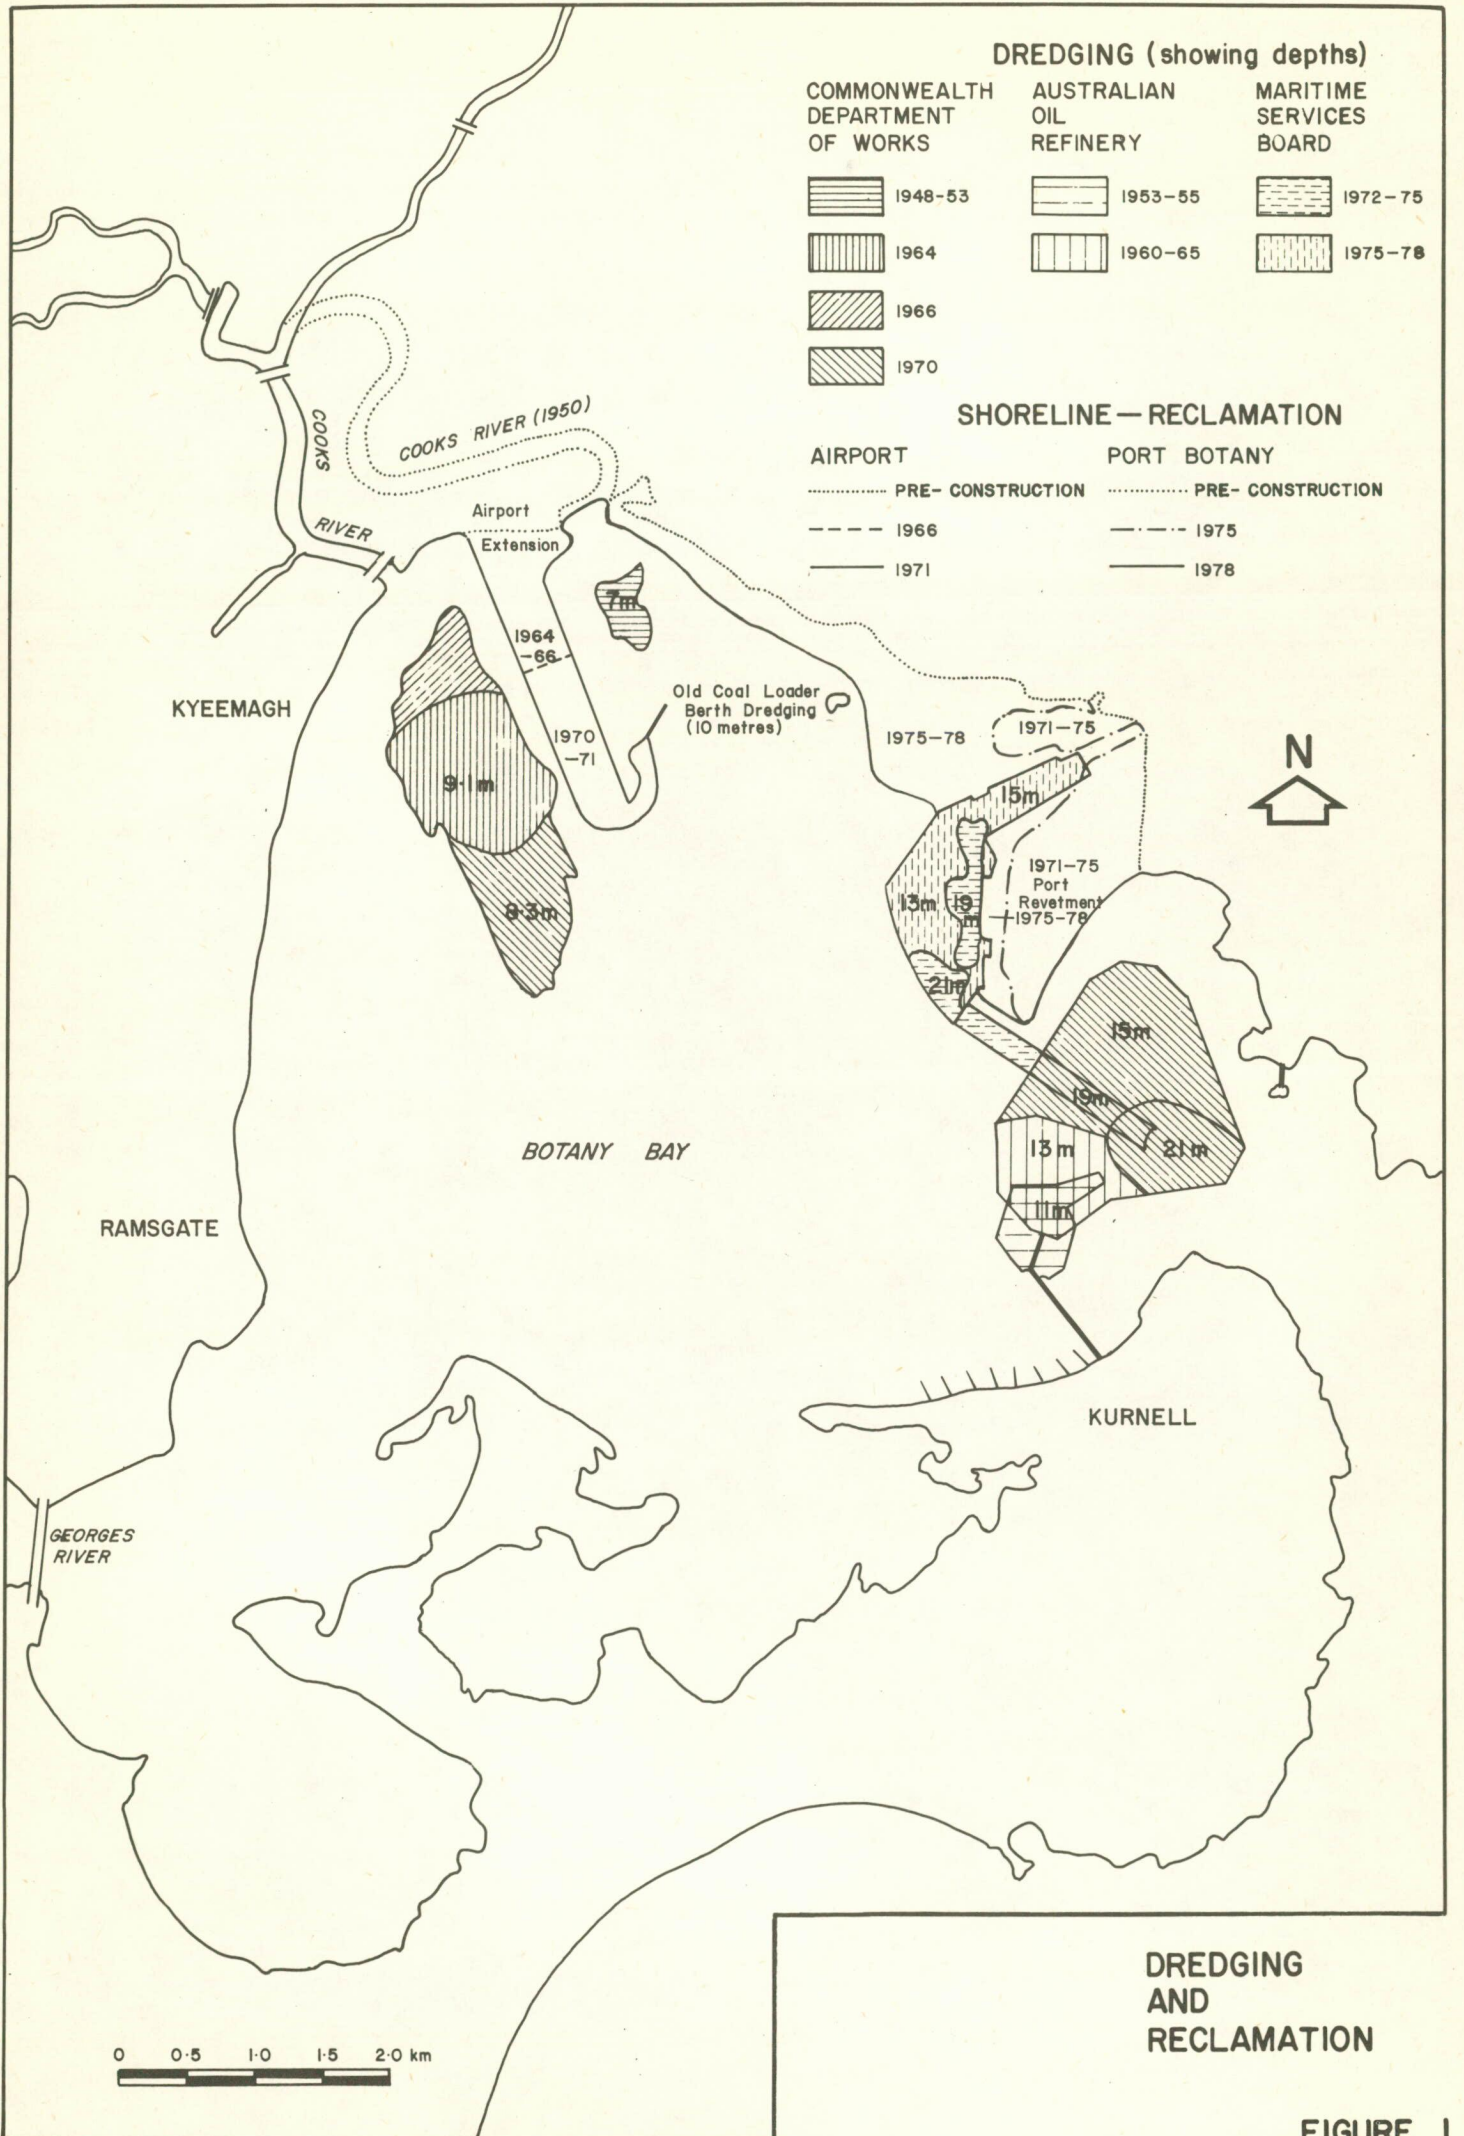 DREDGING (showing depths)
COMMONWEALTH
DEPARTMENT
OF WORKS
1948-53
1964
1966
1970
AUSTRALIAN
OIL
REFINERY
1953-55
1960-65
MARITIME
SERVICES
BOARD
1972-75
1975-78
SHORELINE—RECLAMATION
AIRPORT
PRE-CONSTRUCTION
1966
1971
PORT BOTANY
PRE-CONSTRUCTION
1975
1978
COOKS RIVER (1950)
COOKS
RIVER
Airport
Extension
7m
1964
-66
KYEEMAGH
Old Coal Loader
Berth Dredging
(10 metres)
1970
-71
9·1m
8·3m
1975-78
1971-75
15m
N
1971-75
Port
Revetment
1975-78
13m
19
m
21m
15m
19m
13m
21m
11m
BOTANY BAY
RAMSGATE
KURNELL
GEORGES
RIVER
0 0·5 1·0 1·5 2·0 km
DREDGING
AND
RECLAMATION
FIGURE 1